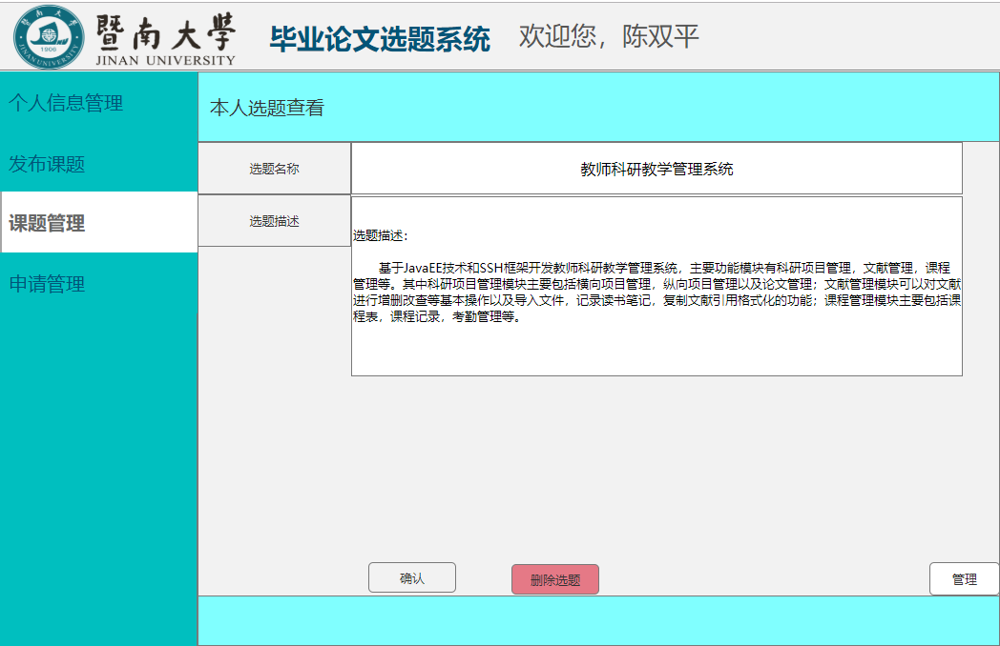 暨南大學
1906
JINAN UNIVERSITY
JINAN UNIVERSITY
毕业论文选题系统
欢迎您，陈双平
个人信息管理
发布课题
课题管理
申请管理
本人选题查看
选题名称
教师科研教学管理系统
选题描述
选题描述：
基于JavaEE技术和SSH框架开发教师科研教学管理系统，主要功能模块有科研项目管理，文献管理，课程
管理等。其中科研项目管理模块主要包括横向项目管理，纵向项目管理以及论文管理；文献管理模块可以对文献
进行增删改查等基本操作以及导入文件，记录读书笔记，复制文献引用格式化的功能；课程管理模块主要包括课
程表，课程记录，考勤管理等。
确认
删除选题
管理